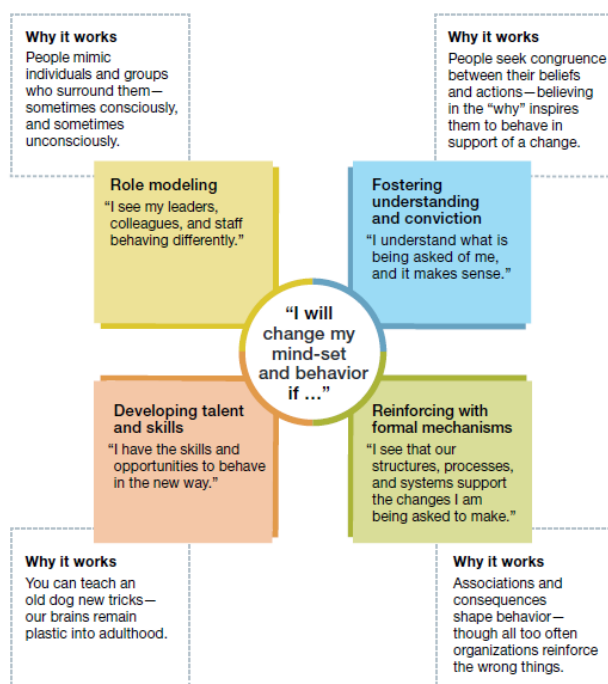 Why it works
People mimic
individuals and groups
who surround them—
sometimes consciously,
and sometimes
unconsciously.
Why it works
People seek congruence
between their beliefs
and actions—believing
in the “why” inspires
them to behave in
support of a change.
Role modeling
“I see my leaders,
colleagues, and staff
behaving differently.”
Fostering
understanding
and conviction
“I understand what is
being asked of me,
and it makes sense.”
“I will
change my
mind-set
and behavior
if ...”
Developing talent
and skills
“I have the skills and
opportunities to behave
in the new way.”
Reinforcing with
formal mechanisms
“I see that our
structures, processes,
and systems support
the changes I am
being asked to make.”
Why it works
You can teach an
old dog new tricks—
our brains remain
plastic into adulthood.
Why it works
Associations and
consequences
shape behavior—
though all too often
organizations reinforce
the wrong things.